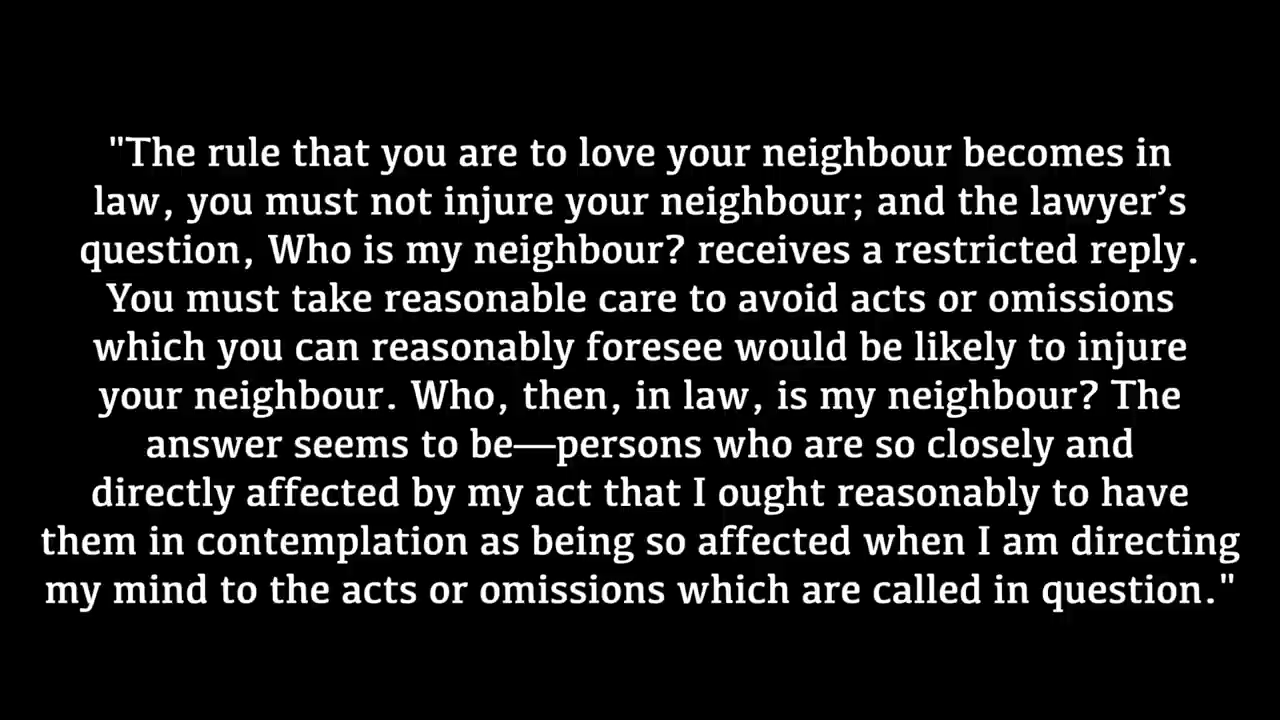 "The rule that you are to love your neighbour becomes in
law, you must not injure your neighbour; and the lawyer’s
question, Who is my neighbour? receives a restricted reply.
You must take reasonable care to avoid acts or omissions
which you can reasonably foresee would be likely to injure
your neighbour. Who, then, in law, is my neighbour? The
answer seems to be—persons who are so closely and
directly affected by my act that I ought reasonably to have
them in contemplation as being so affected when I am directing
my mind to the acts or omissions which are called in question."